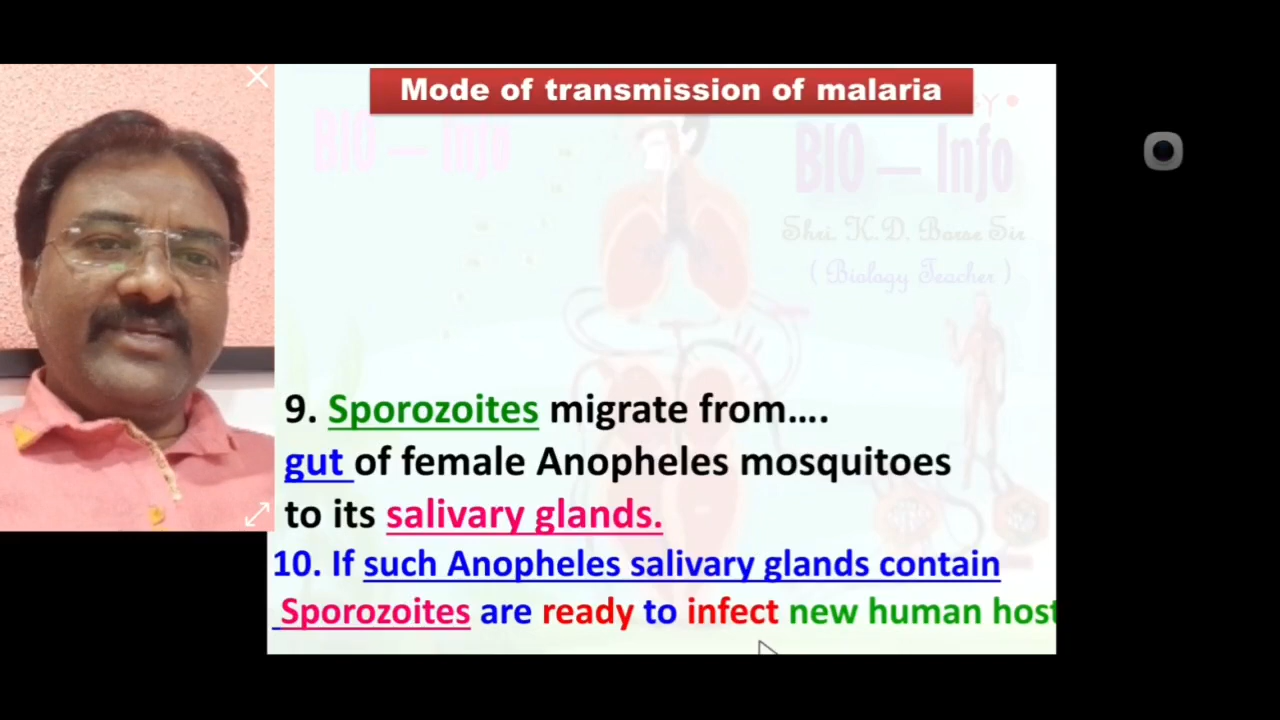 Mode of transmission of malaria
BIO — Info
BIO — Info
Shri. K.D. Borse Sir
( Biology Teacher )
9. Sporozoites migrate from....
gut of female Anopheles mosquitoes
to its salivary glands.
10. If such Anopheles salivary glands contain
Sporozoites are ready to infect new human host